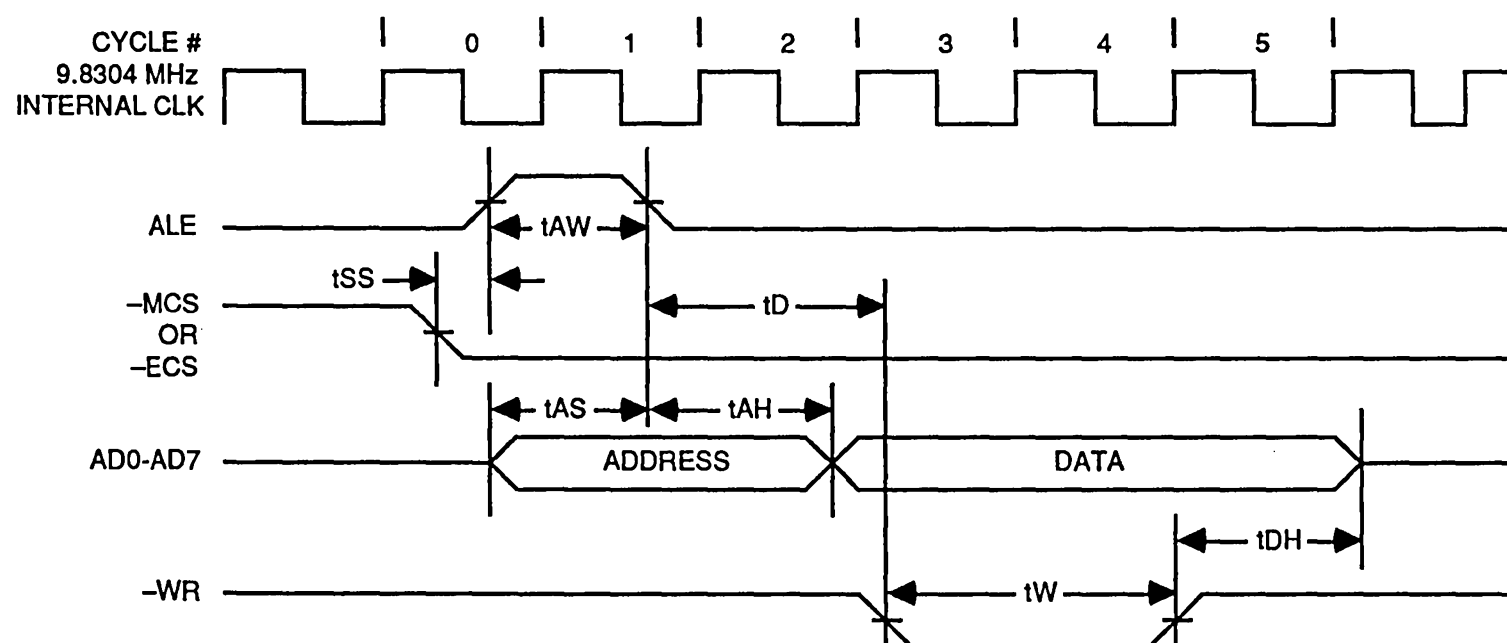 CYCLE # 0 1 2 3 4 5
9.8304 MHz
INTERNAL CLK
ALE
tAW
tSS
–MCS
OR
–ECS
tD
tAS
tAH
AD0-AD7
ADDRESS
DATA
tDH
–WR
tW